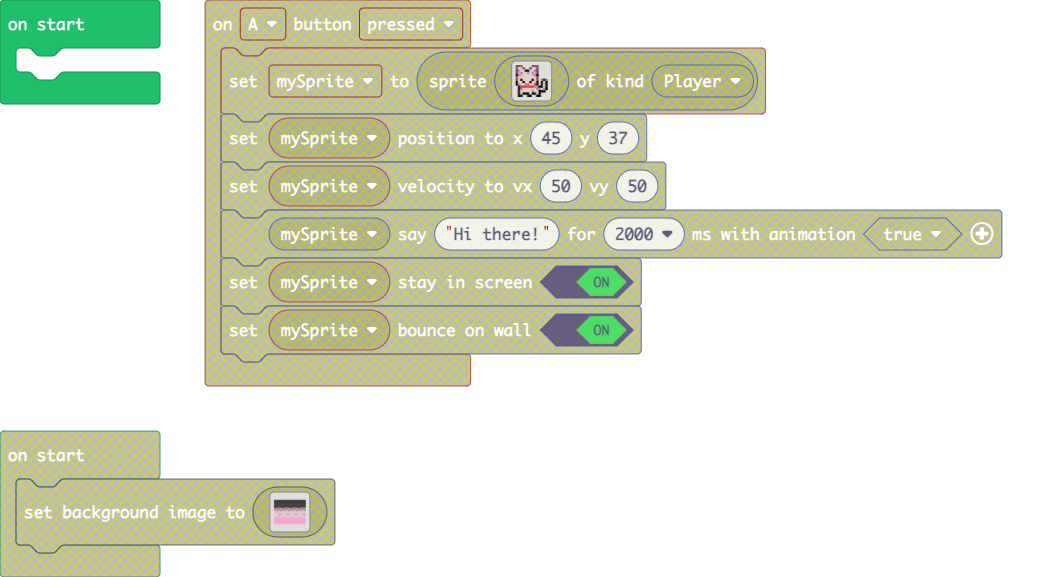 on start
on A button pressed
set mySprite to sprite of kind Player
set mySprite position to x 45 y 37
set mySprite velocity to vx 50 vy 50
mySprite say "Hi there!" for 2000 ms with animation true
set mySprite stay in screen ON
set mySprite bounce on wall ON
on start
set background image to